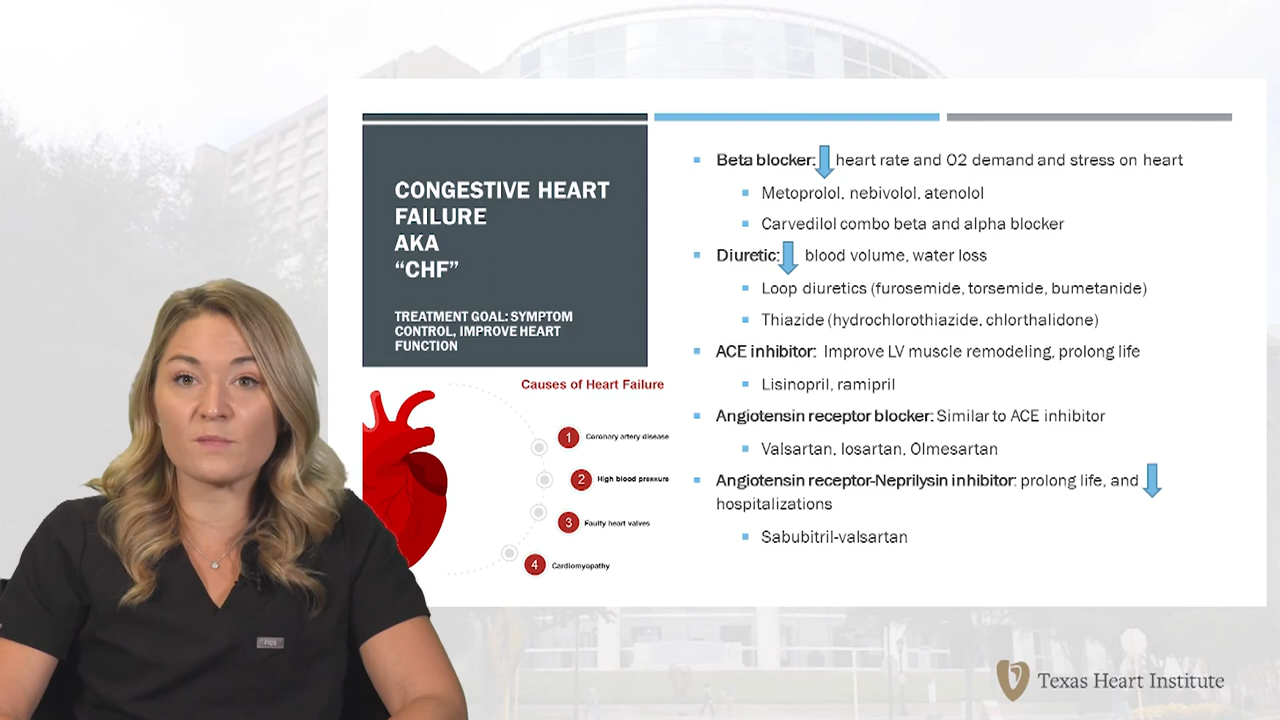 CONGESTIVE HEART
FAILURE
AKA
“CHF”
TREATMENT GOAL: SYMPTOM
CONTROL, IMPROVE HEART
FUNCTION
Causes of Heart Failure
1 Coronary artery disease
2 High blood pressure
3 Faulty heart valves
4 Cardiomyopathy
Beta blocker: heart rate and O2 demand and stress on heart
Metoprolol, nebivolol, atenolol
Carvedilol combo beta and alpha blocker
Diuretic: blood volume, water loss
Loop diuretics (furosemide, torsemide, bumetanide)
Thiazide (hydrochlorothiazide, chlorthalidone)
ACE inhibitor: Improve LV muscle remodeling, prolong life
Lisinopril, ramipril
Angiotensin receptor blocker: Similar to ACE inhibitor
Valsartan, losartan, Olmesartan
Angiotensin receptor-Neprilysin inhibitor: prolong life, and
hospitalizations
Sabubitril-valsartan
FIGS
Texas Heart Institute